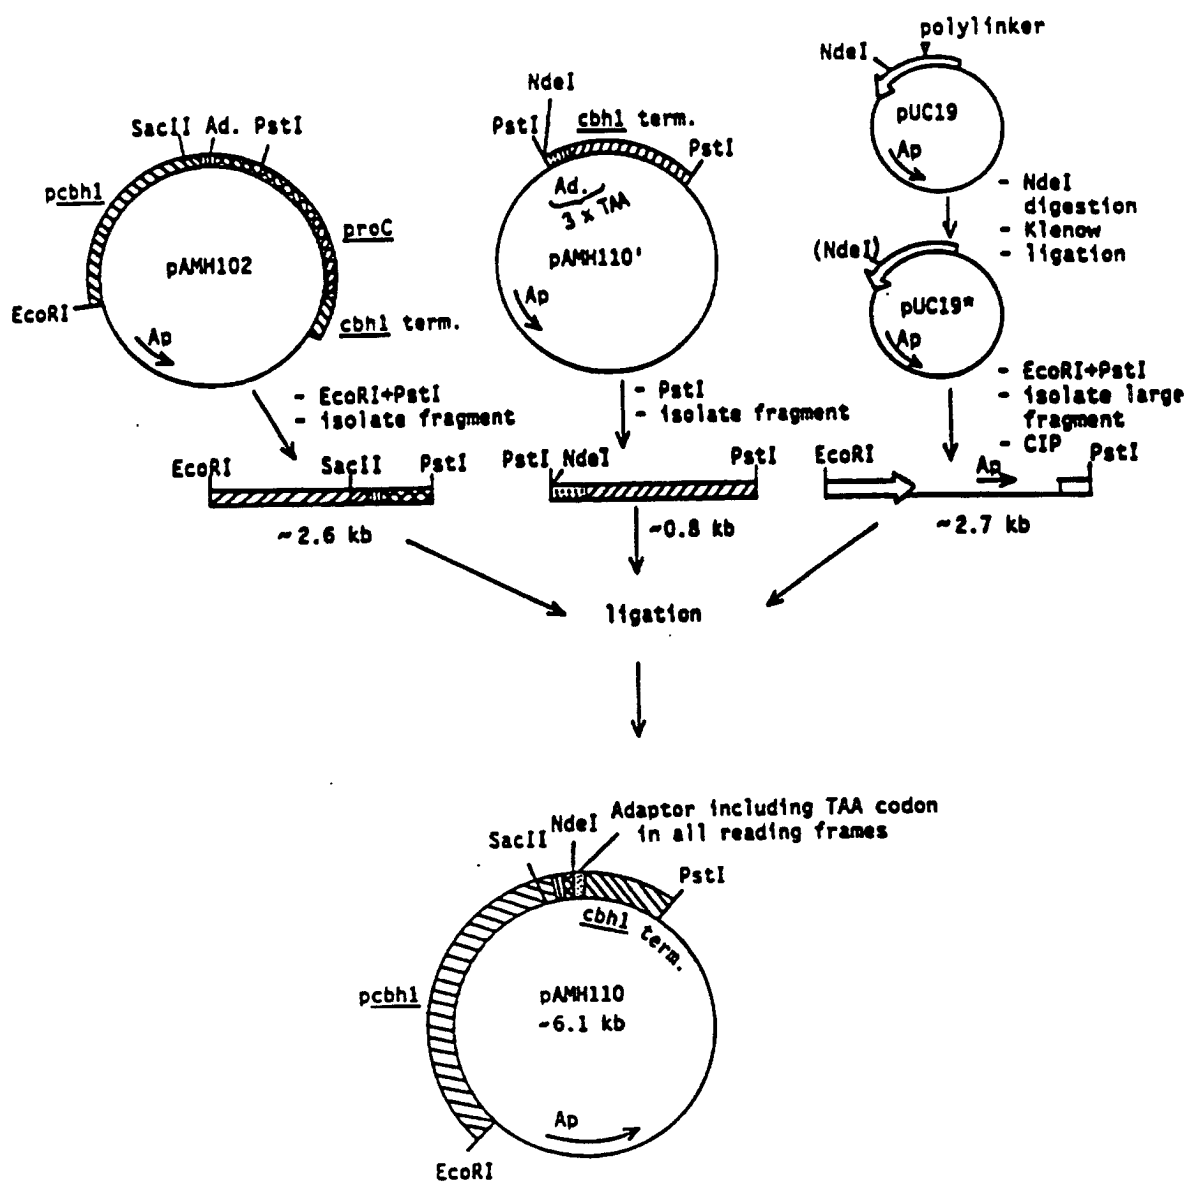 SacII Ad. PstI
pcbh1
proC
pAMH102
EcoRI
cbh1 term.
Ap
- EcoRI+PstI
- isolate fragment
NdeI
PstI
cbh1 term.
PstI
Ad.
3 x TAA
pAMH110'
Ap
- PstI
- isolate fragment
polylinker
NdeI
pUC19
Ap
- NdeI
digestion
- Klenow
- ligation
(NdeI)
pUC19*
Ap
- EcoRI+PstI
- isolate large
fragment
- CIP
EcoRI SacII PstI
~2.6 kb
PstI NdeI PstI
~0.8 kb
EcoRI Ap PstI
~2.7 kb
ligation
Adaptor including TAA codon
in all reading frames
SacII NdeI
PstI
cbh1 term.
pcbh1
pAMH110
~6.1 kb
Ap
EcoRI